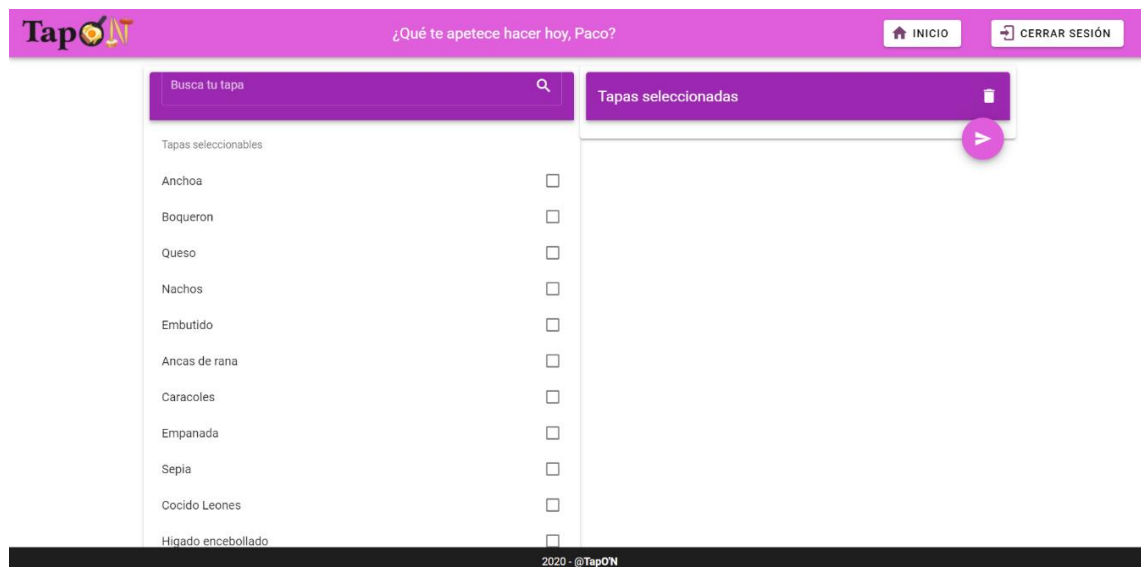 TapO'N
¿Qué te apetece hacer hoy, Paco?
INICIO
CERRAR SESIÓN
Busca tu tapa
Tapas seleccionadas
Tapas seleccionables
Anchoa
Boqueron
Queso
Nachos
Embutido
Ancas de rana
Caracoles
Empanada
Sepia
Cocido Leones
Higado encebollado
2020 - @TapO'N